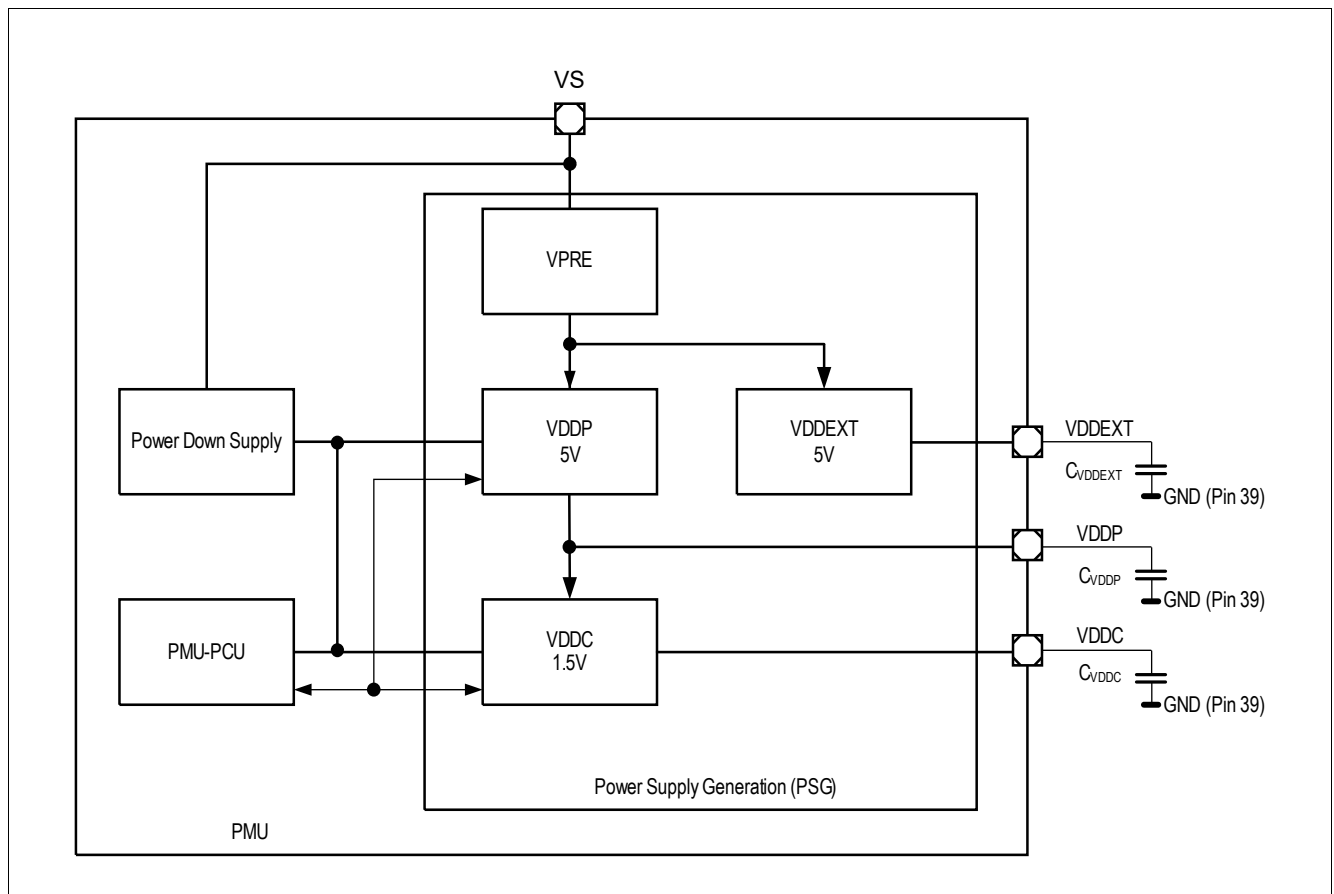 VS
VPRE
Power Down Supply
VDDP
5V
VDDEXT
5V
VDDEXT
CVDDEXT
GND (Pin 39)
VDDP
CVDDP
GND (Pin 39)
PMU-PCU
VDDC
1.5V
VDDC
CVDDC
GND (Pin 39)
Power Supply Generation (PSG)
PMU